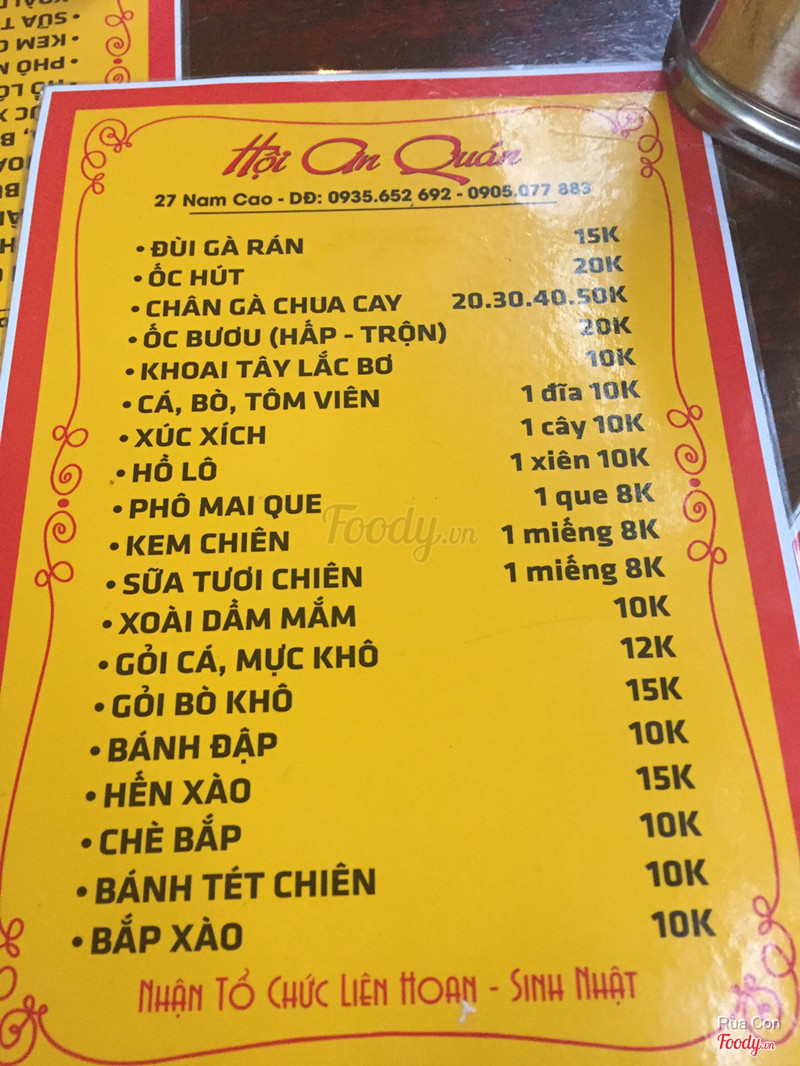 Hội An Quán
27 Nam Cao - DĐ: 0935.652 692 - 0905.077 883
• ĐÙI GÀ RÁN 15K
• ỐC HÚT 20K
• CHÂN GÀ CHUA CAY 20.30.40.50K
• ỐC BƯƠU (HẤP - TRỘN) 20K
• KHOAI TÂY LẮC BƠ 10K
• CÁ, BÒ, TÔM VIÊN 1 đĩa 10K
• XÚC XÍCH 1 cây 10K
• HỒ LÔ 1 xiên 10K
• PHÔ MAI QUE 1 que 8K
• KEM CHIÊN 1 miếng 8K
• SỮA TƯƠI CHIÊN 1 miếng 8K
• XOÀI DẦM MẮM 10K
• GỎI CÁ, MỰC KHÔ 12K
• GỎI BÒ KHÔ 15K
• BÁNH ĐẬP 10K
• HẾN XÀO 15K
• CHÈ BẮP 10K
• BÁNH TÉT CHIÊN 10K
• BẮP XÀO 10K
NHẬN TỔ CHỨC LIÊN HOAN - SINH NHẬT
Foody.vn
Rùa Con
Foody.vn